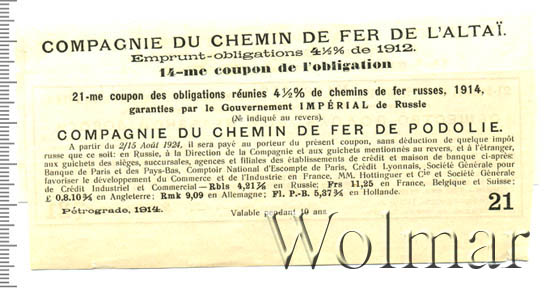 COMPAGNIE DU CHEMIN DE FER DE L'ALTAÏ.
Emprunt-obligations 4½% de 1912.
14-me coupon de l'obligation
21-me coupon des obligations réunies 4½% de chemins de fer russes, 1914,
garanties par le Gouvernement IMPÉRIAL de Russie
(№ indiqué au revers).
COMPAGNIE DU CHEMIN DE FER DE PODOLIE.
A partir du 2/15 Août 1924, il sera payé au porteur du présent coupon, sans déduction de quelque impôt
russe que ce soit: en Russie, à la Direction de la Compagnie et aux guichets mentionnés au revers, et à l'étranger,
aux guichets des sièges, succursales, agences et filiales des établissements de crédit et maison de banque ci-après:
Banque de Paris et des Pays-Bas, Comptoir National d'Escompte de Paris, Crédit Lyonnais, Société Générale pour
favoriser le développement du Commerce et de l'Industrie en France, MM. Hottinguer et Cie et Société Générale
de Crédit Industriel et Commercial—Rbls 4,21¾ en Russie; Frs 11,25 en France, Belgique et Suisse;
£ 0.8.10¾ en Angleterre; Rmk 9,09 en Allemagne; Fl. P.-B. 5,37¾ en Hollande.
Pétrograde, 1914.
Valable pendant 10 ans.
21
Wolmar